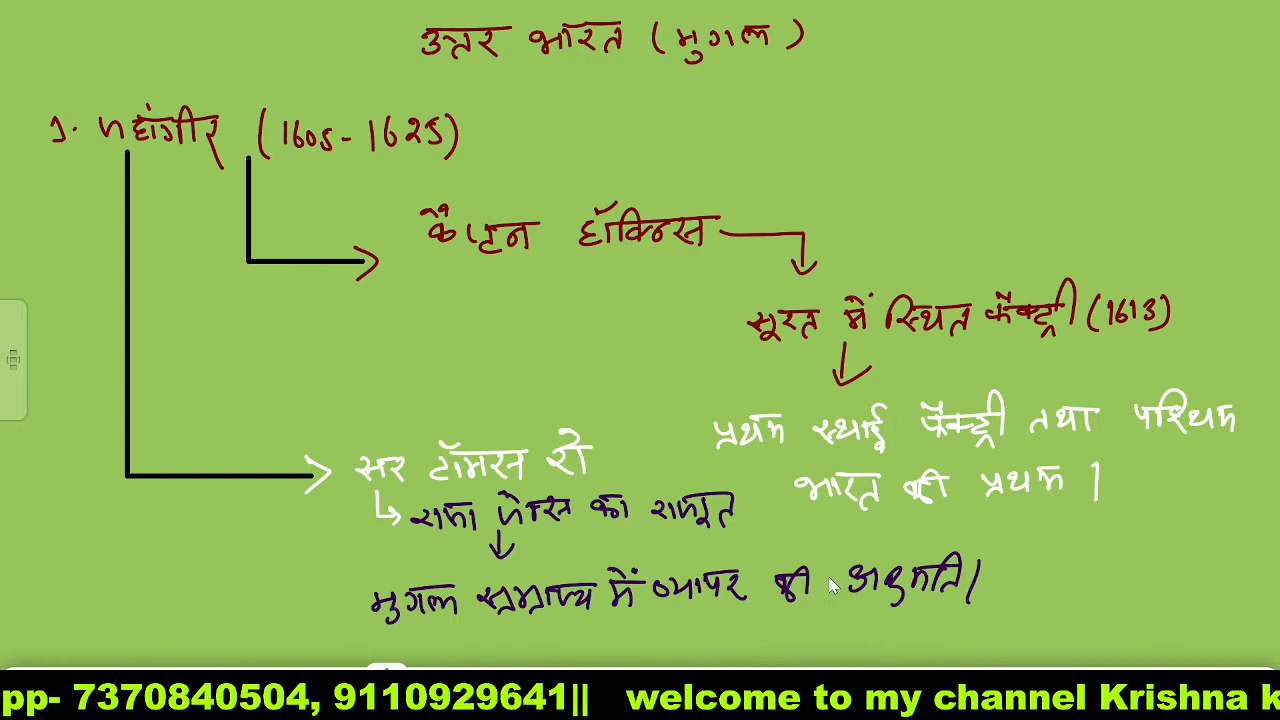 उत्तर भारत (मुगल)
1. जहांगीर (1605-1625)
कैप्टन हॉकिन्स
सूरत में स्थित फैक्ट्री (1613)
प्रथम स्थाई फैक्ट्री तथा पश्चिम
भारत की प्रथम।
सर टॉमस रो
राजा जेम्स का राजदूत
मुगल साम्राज्य में व्यापार की अनुमति।
pp- 7370840504, 9110929641|| welcome to my channel Krishna k